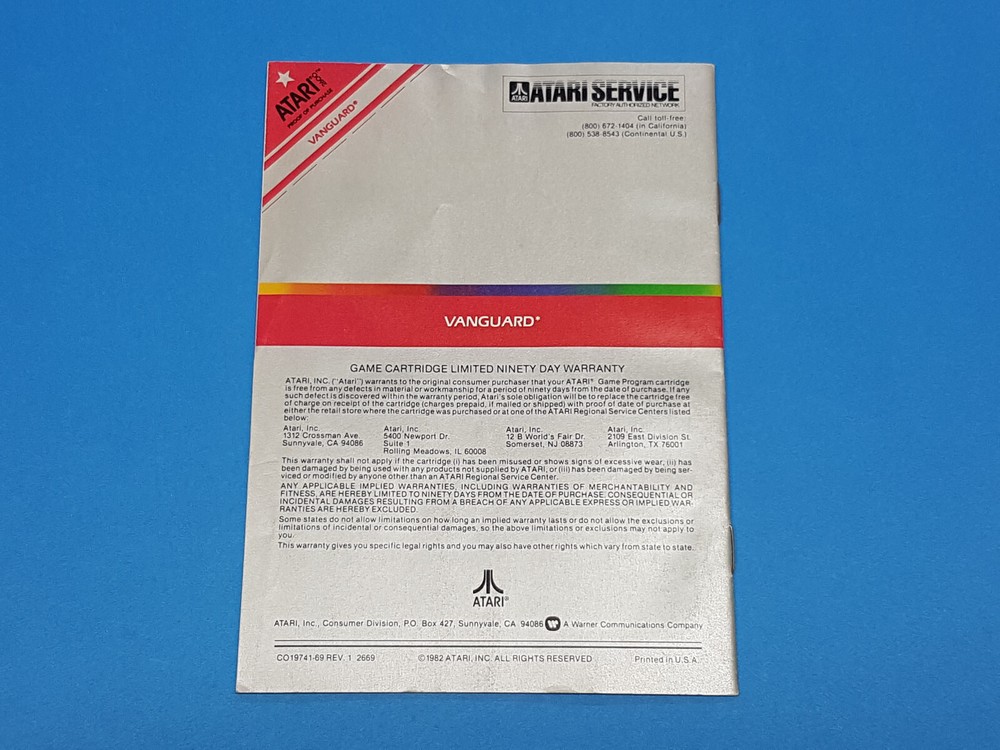 ATARI 2600™
PROOF OF PURCHASE
VANGUARD®
ATARI
ATARI SERVICE
FACTORY AUTHORIZED NETWORK
Call toll-free:
(800) 672-1404 (in California)
(800) 538-8543 (Continental U.S.)
VANGUARD®
GAME CARTRIDGE LIMITED NINETY DAY WARRANTY
ATARI, INC. ("Atari") warrants to the original consumer purchaser that your ATARI® Game Program cartridge
is free from any defects in material or workmanship for a period of ninety days from the date of purchase. If any
such defect is discovered within the warranty period, Atari's sole obligation will be to replace the cartridge free
of charge on receipt of the cartridge (charges prepaid, if mailed or shipped) with proof of date of purchase at
either the retail store where the cartridge was purchased or at one of the ATARI Regional Service Centers listed
below:
Atari, Inc.
1312 Crossman Ave.
Sunnyvale, CA 94086
Atari, Inc.
5400 Newport Dr.
Suite 1
Rolling Meadows, IL 60008
Atari, Inc.
12 B World's Fair Dr.
Somerset, NJ 08873
Atari, Inc.
2109 East Division St.
Arlington, TX 76001
This warranty shall not apply if the cartridge (i) has been misused or shows signs of excessive wear, (ii) has
been damaged by being used with any products not supplied by ATARI, or (iii) has been damaged by being ser-
viced or modified by anyone other than an ATARI Regional Service Center.
ANY APPLICABLE IMPLIED WARRANTIES, INCLUDING WARRANTIES OF MERCHANTABILITY AND
FITNESS, ARE HEREBY LIMITED TO NINETY DAYS FROM THE DATE OF PURCHASE. CONSEQUENTIAL OR
INCIDENTAL DAMAGES RESULTING FROM A BREACH OF ANY APPLICABLE EXPRESS OR IMPLIED WAR-
RANTIES ARE HEREBY EXCLUDED.
Some states do not allow limitations on how long an implied warranty lasts or do not allow the exclusions or
limitations of incidental or consequential damages, so the above limitations or exclusions may not apply to
you.
This warranty gives you specific legal rights and you may also have other rights which vary from state to state.
ATARI®
ATARI, Inc., Consumer Division, P.O. Box 427, Sunnyvale, CA 94086 A Warner Communications Company
CO19741-69 REV. 1 2669 ©1982 ATARI, INC. ALL RIGHTS RESERVED Printed in U.S.A.